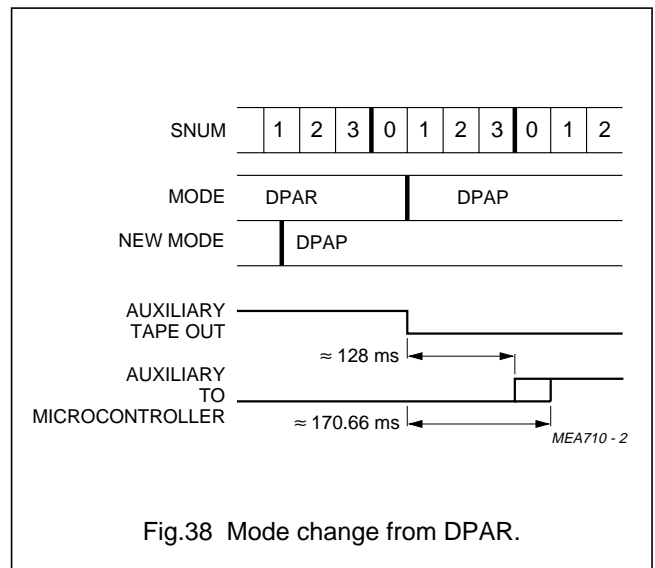 SNUM 1 2 3 0 1 2 3 0 1 2
MODE DPAR DPAP
NEW MODE DPAP
AUXILIARY
TAPE OUT
≈ 128 ms
AUXILIARY
TO
MICROCONTROLLER
≈ 170.66 ms
MEA710 - 2
Fig.38 Mode change from DPAR.